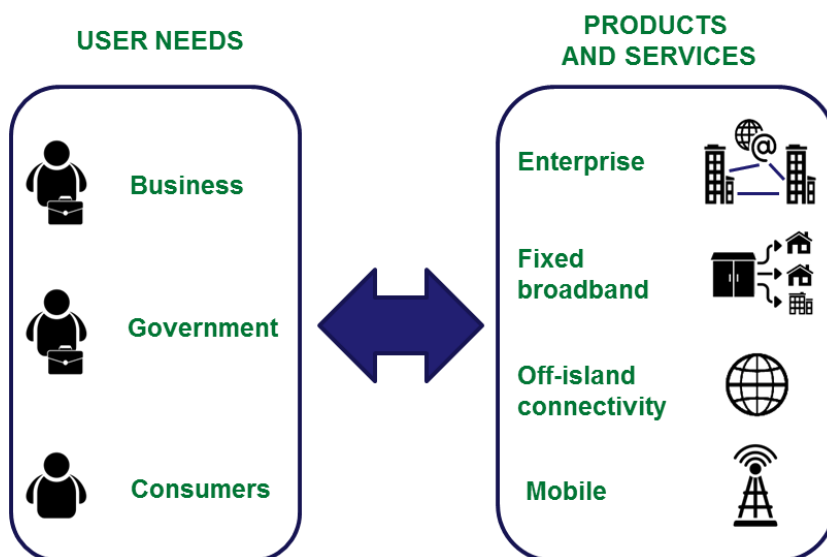 USER NEEDS
Business
Government
Consumers
PRODUCTS
AND SERVICES
Enterprise
@
Fixed
broadband
Off-island
connectivity
Mobile